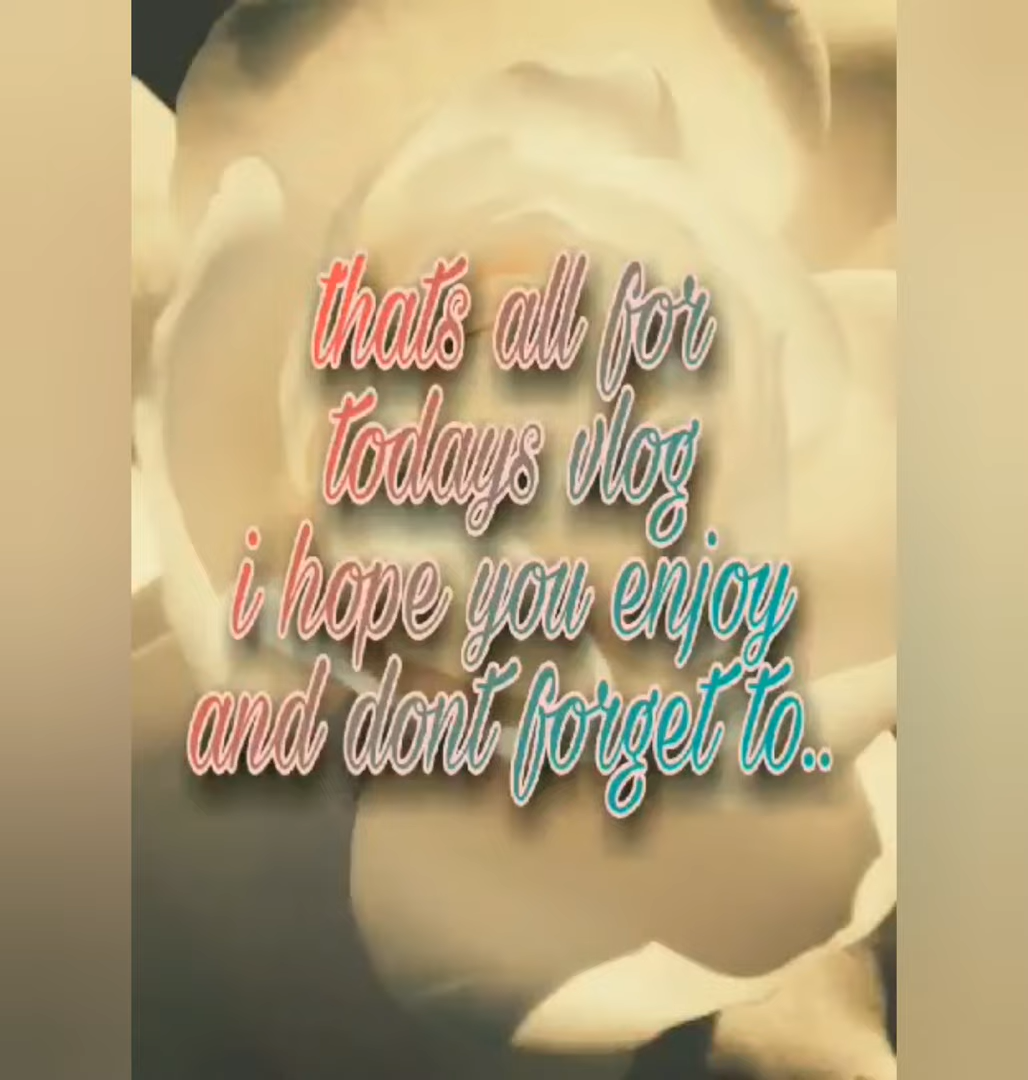 thats all for
todays vlog
i hope you enjoy
and dont forget to..